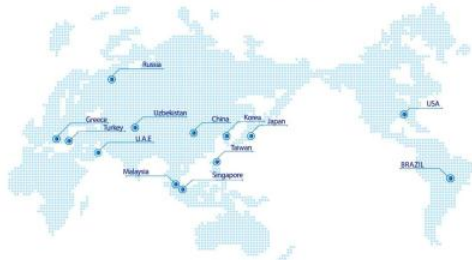 Russia
USA
Greece
Uzbekistan
China
Korea
Japan
Turkey
U.A.E
Taiwan
Malaysia
Singapore
BRAZIL